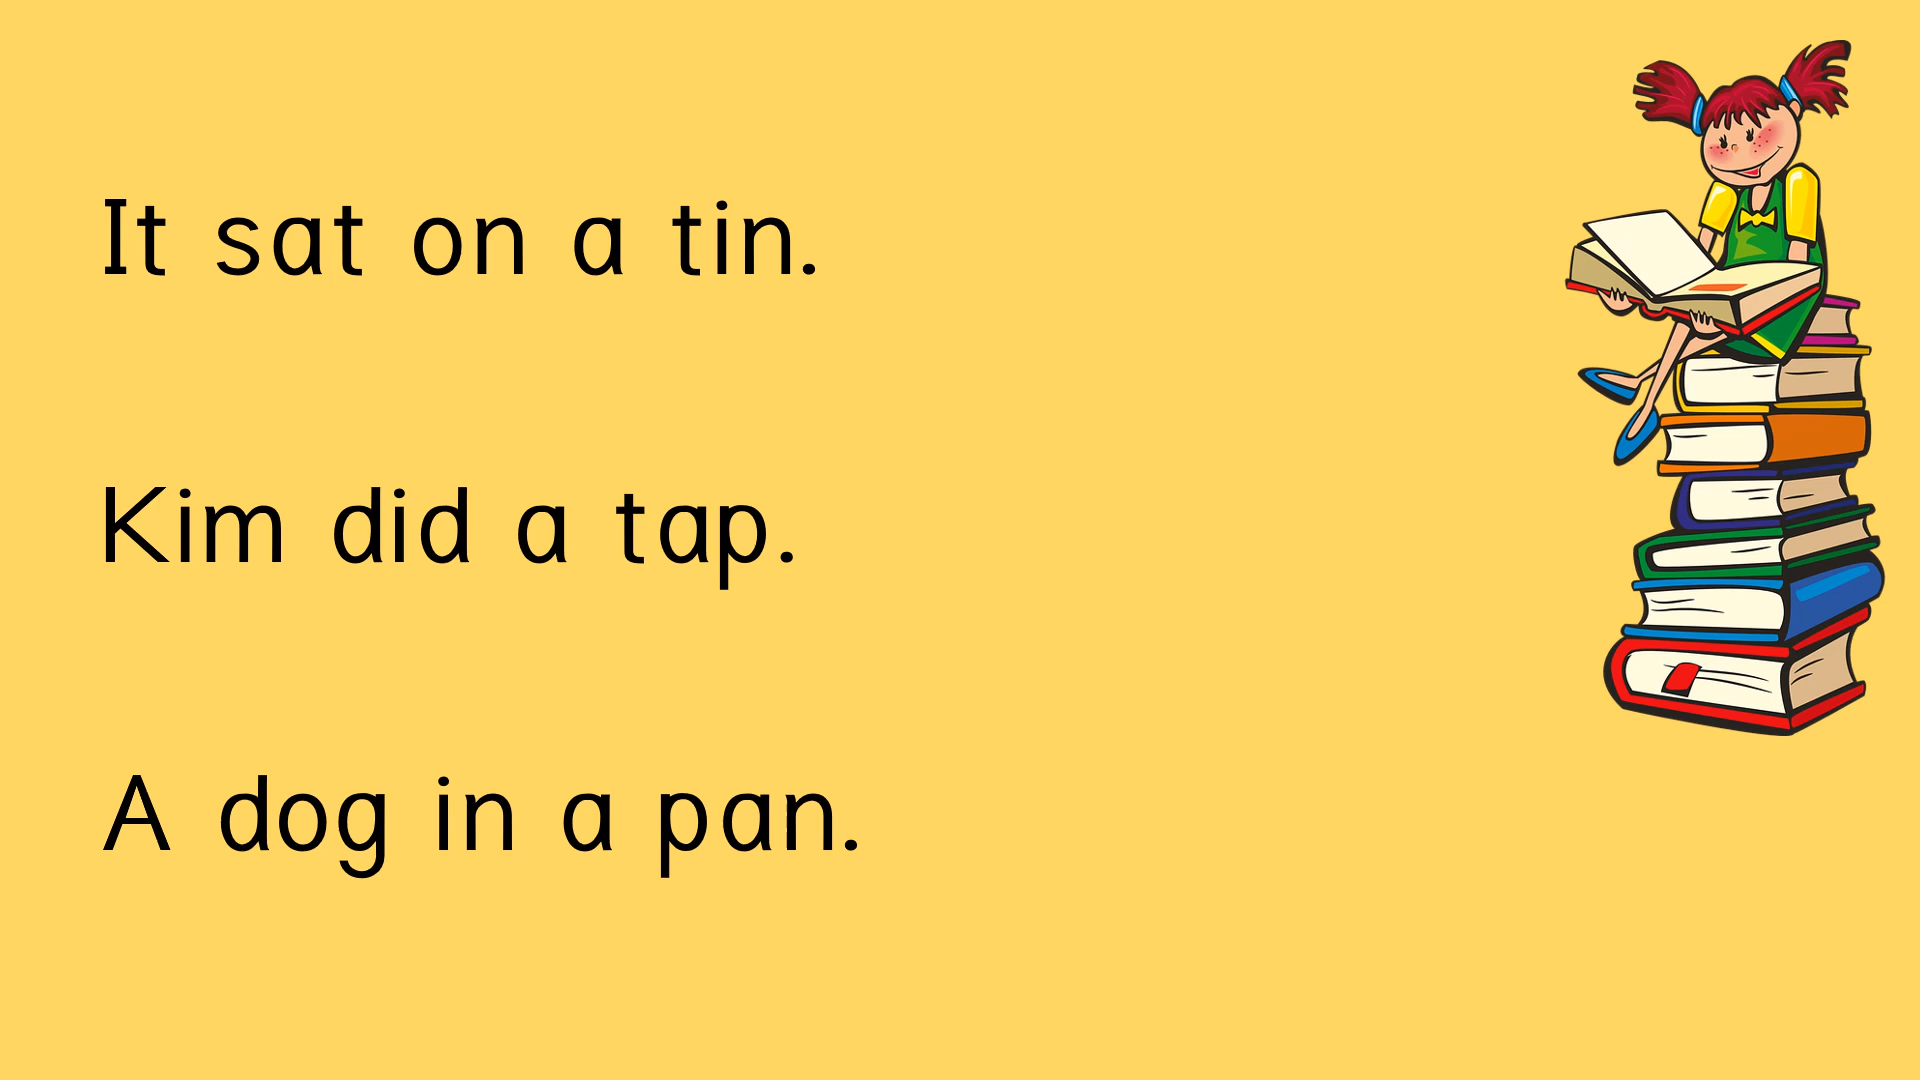 It sat on a tin.
Kim did a tap.
A dog in a pan.